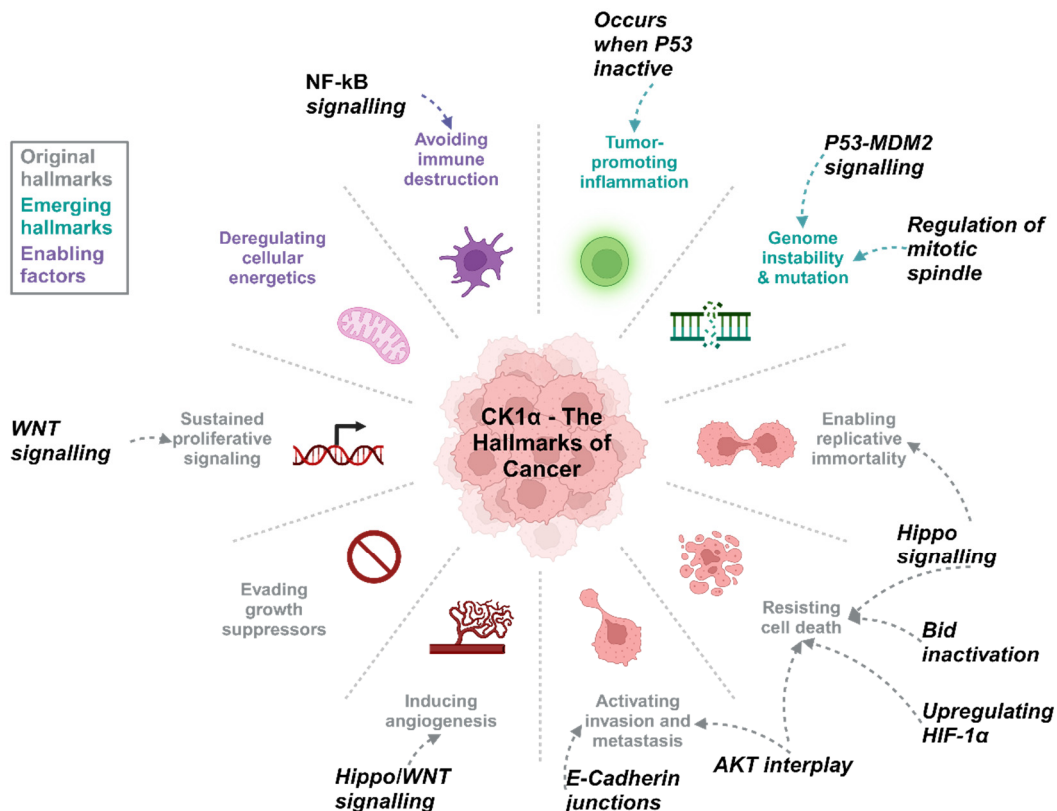 Occurs
when P53
inactive
NF-kB
signalling
Avoiding
immune
destruction
Tumor-
promoting
inflammation
P53-MDM2
signalling
Original
hallmarks
Emerging
hallmarks
Enabling
factors
Deregulating
cellular
energetics
Genome
instability
& mutation
Regulation of
mitotic
spindle
WNT
signalling
Sustained
proliferative
signaling
CK1α - The
Hallmarks of
Cancer
Enabling
replicative
immortality
Hippo
signalling
Evading
growth
suppressors
Resisting
cell death
Bid
inactivation
Inducing
angiogenesis
Activating
invasion and
metastasis
Upregulating
HIF-1α
Hippo/WNT
signalling
E-Cadherin
junctions
AKT interplay